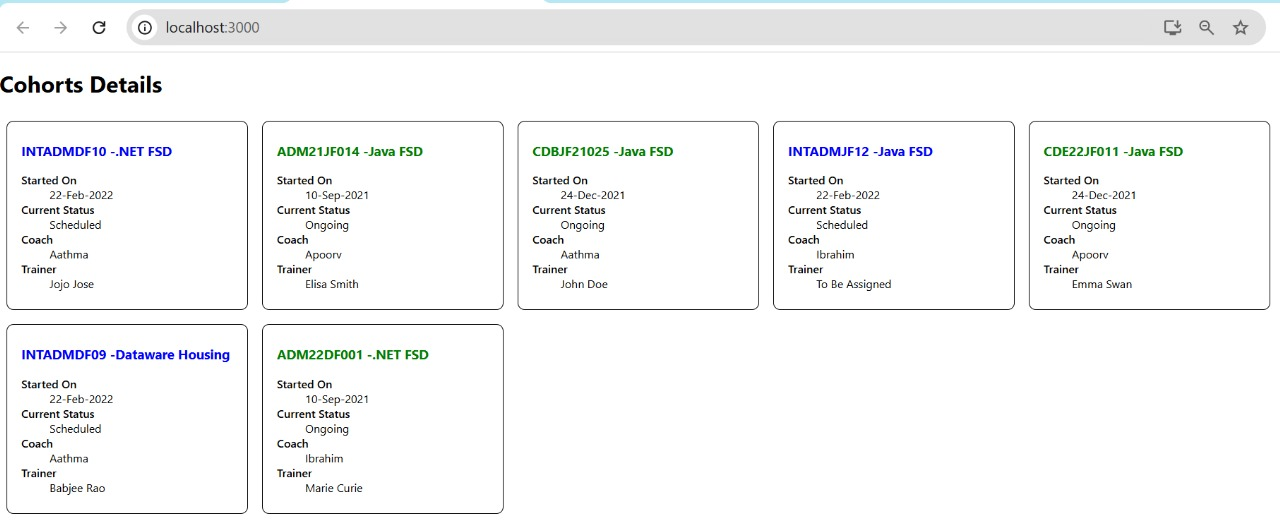 localhost:3000
Cohorts Details
INTADMDF10 -.NET FSD
Started On
22-Feb-2022
Current Status
Scheduled
Coach
Aathma
Trainer
Jojo Jose
ADM21JF014 -Java FSD
Started On
10-Sep-2021
Current Status
Ongoing
Coach
Apoorv
Trainer
Elisa Smith
CDBJF21025 -Java FSD
Started On
24-Dec-2021
Current Status
Ongoing
Coach
Aathma
Trainer
John Doe
INTADMJF12 -Java FSD
Started On
22-Feb-2022
Current Status
Scheduled
Coach
Ibrahim
Trainer
To Be Assigned
CDE22JF011 -Java FSD
Started On
24-Dec-2021
Current Status
Ongoing
Coach
Apoorv
Trainer
Emma Swan
INTADMDF09 -Dataware Housing
Started On
22-Feb-2022
Current Status
Scheduled
Coach
Aathma
Trainer
Babjee Rao
ADM22DF001 -.NET FSD
Started On
10-Sep-2021
Current Status
Ongoing
Coach
Ibrahim
Trainer
Marie Curie